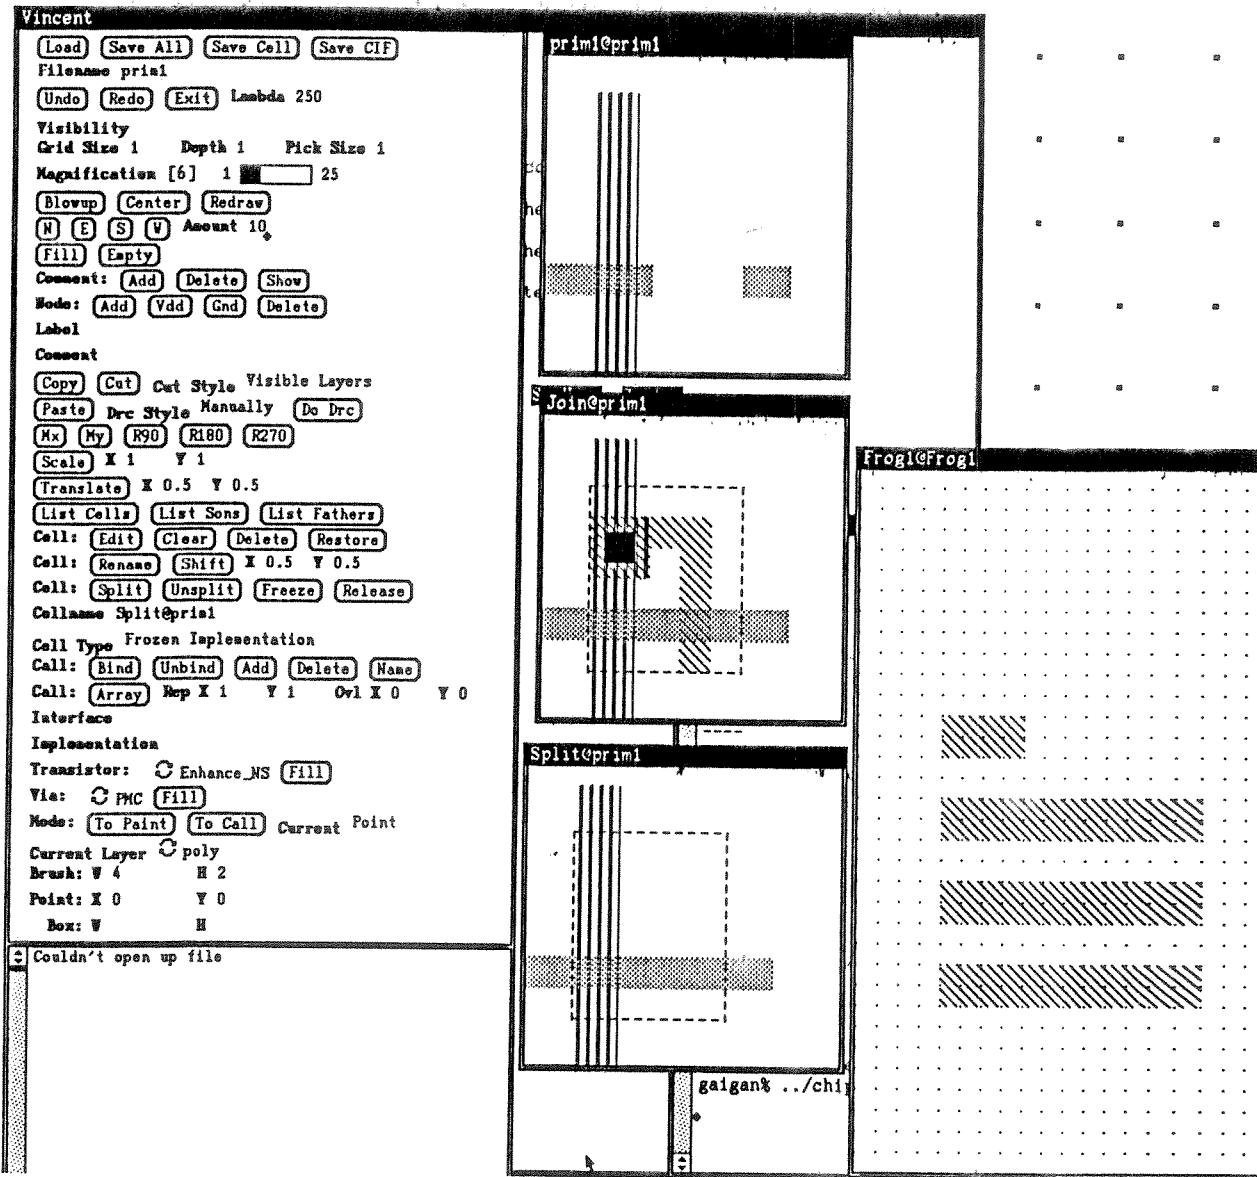 Vincent
Load Save All Save Cell Save CIF
Filename prim1
Undo Redo Exit Lambda 250
Visibility
Grid Size 1 Depth 1 Pick Size 1
Magnification [6] 1 25
Blowup Center Redraw
N E S W Amount 10
Fill Empty
Comment: Add Delete Show
Node: Add Vdd Gnd Delete
Label
Comment
Copy Cut Cut Style Visible Layers
Paste Drc Style Manually Do Drc
Mx My R90 R180 R270
Scale X 1 Y 1
Translate X 0.5 Y 0.5
List Cells List Sons List Fathers
Cell: Edit Clear Delete Restore
Cell: Rename Shift X 0.5 Y 0.5
Cell: Split Unsplit Freeze Release
Cellname Split@prim1
Cell Type Frozen Implementation
Call: Bind Unbind Add Delete Name
Call: Array Rep X 1 Y 1 Ovl X 0 Y 0
Interface
Implementation
Transistor: Enhance_NS Fill
Via: PMC Fill
Mode: To Paint To Call Current Point
Current Layer poly
Brush: W 4 H 2
Point: X 0 Y 0
Box: W H
Couldn't open up file
prim1@prim1
Join@prim1
Split@prim1
gaigan% ../chi
Frog1@Frog1